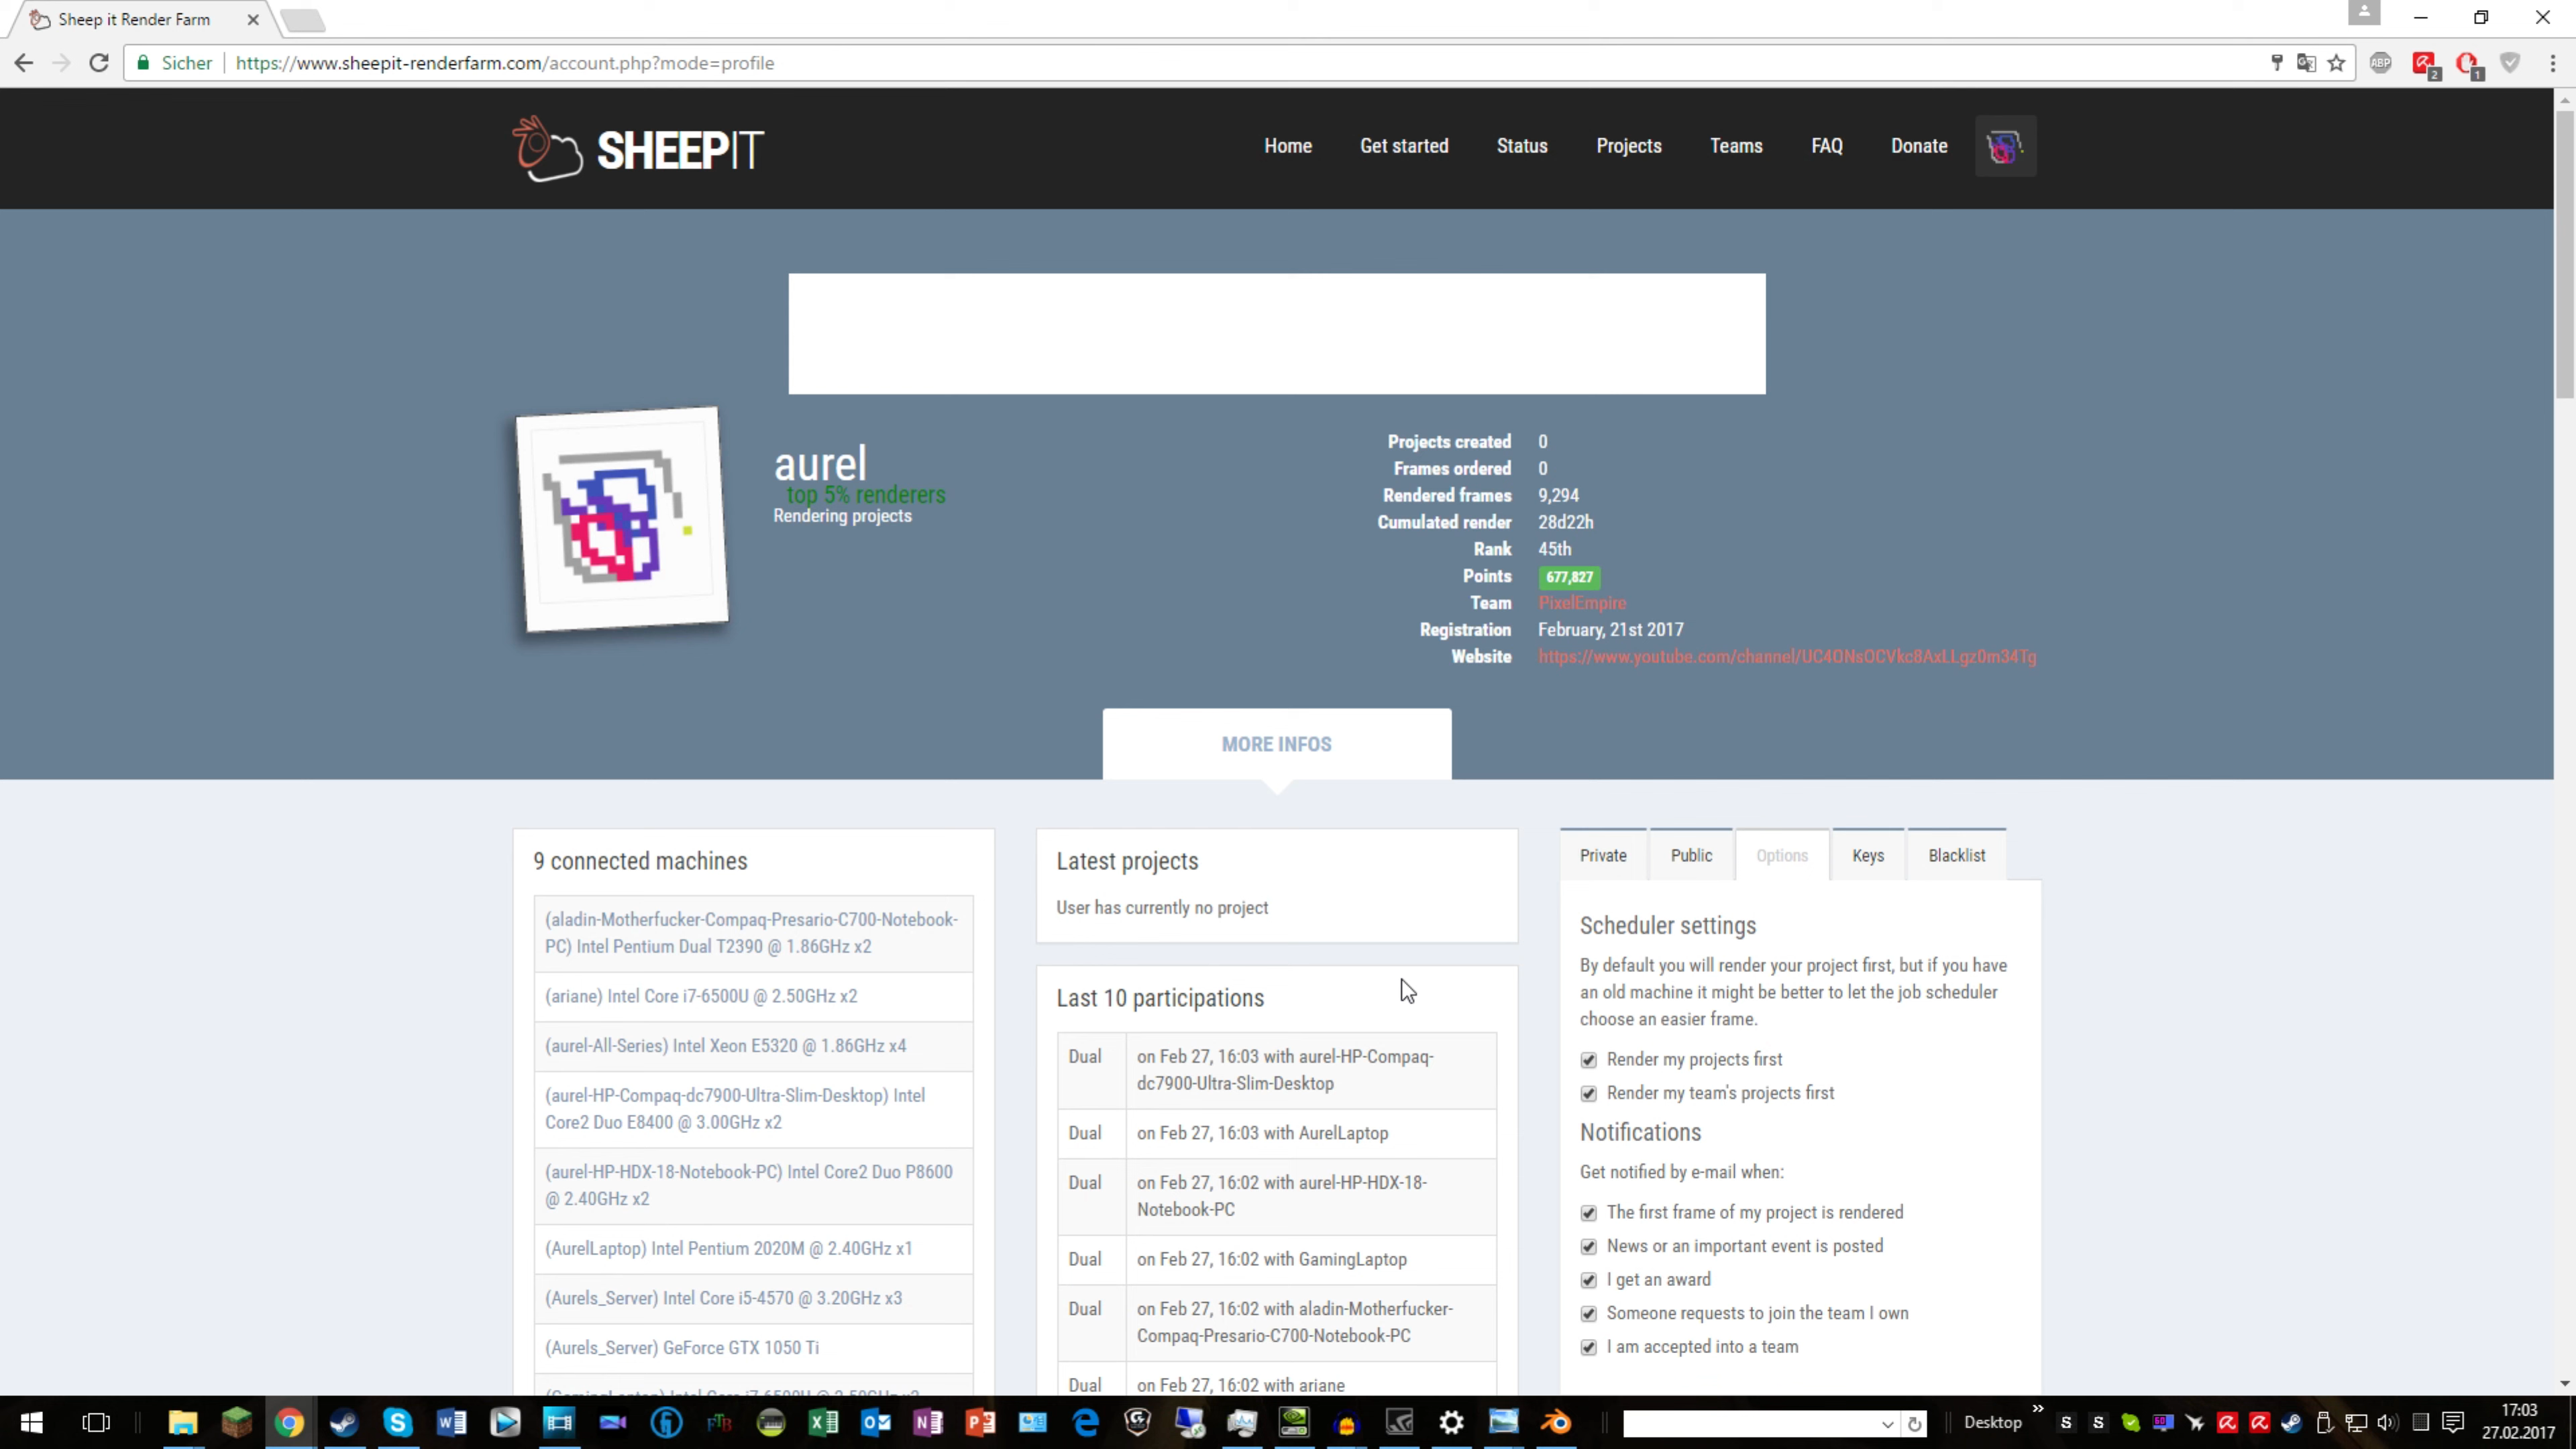 Sheep it Render Farm
Sicher https://www.sheepit-renderfarm.com/account.php?mode=profile
ABP 2 1
SHEEPIT
Home Get started Status Projects Teams FAQ Donate
aurel
top 5% renderers
Rendering projects
Projects created 0
Frames ordered 0
Rendered frames 9,294
Cumulated render 28d22h
Rank 45th
Points 677,827
Team PixelEmpire
Registration February, 21st 2017
Website https://www.youtube.com/channel/UC4DNsOCVkc8AxLLgz0m34Tg
MORE INFOS
9 connected machines
(aladin-Motherfucker-Compaq-Presario-C700-Notebook-
PC) Intel Pentium Dual T2390 @ 1.86GHz x2
(ariane) Intel Core i7-6500U @ 2.50GHz x2
(aurel-All-Series) Intel Xeon E5320 @ 1.86GHz x4
(aurel-HP-Compaq-dc7900-Ultra-Slim-Desktop) Intel
Core2 Duo E8400 @ 3.00GHz x2
(aurel-HP-HDX-18-Notebook-PC) Intel Core2 Duo P8600
@ 2.40GHz x2
(AurelLaptop) Intel Pentium 2020M @ 2.40GHz x1
(Aurels_Server) Intel Core i5-4570 @ 3.20GHz x3
(Aurels_Server) GeForce GTX 1050 Ti
(GamingLaptop) Intel Core i7-6500U @ 2.50GHz x2
Latest projects
User has currently no project
Last 10 participations
Dual on Feb 27, 16:03 with aurel-HP-Compaq-
dc7900-Ultra-Slim-Desktop
Dual on Feb 27, 16:03 with AurelLaptop
Dual on Feb 27, 16:02 with aurel-HP-HDX-18-
Notebook-PC
Dual on Feb 27, 16:02 with GamingLaptop
Dual on Feb 27, 16:02 with aladin-Motherfucker-
Compaq-Presario-C700-Notebook-PC
Dual on Feb 27, 16:02 with ariane
Private Public Options Keys Blacklist
Scheduler settings
By default you will render your project first, but if you have
an old machine it might be better to let the job scheduler
choose an easier frame.
Render my projects first
Render my team's projects first
Notifications
Get notified by e-mail when:
The first frame of my project is rendered
News or an important event is posted
I get an award
Someone requests to join the team I own
I am accepted into a team
FTB
Desktop
60
17:03
27.02.2017